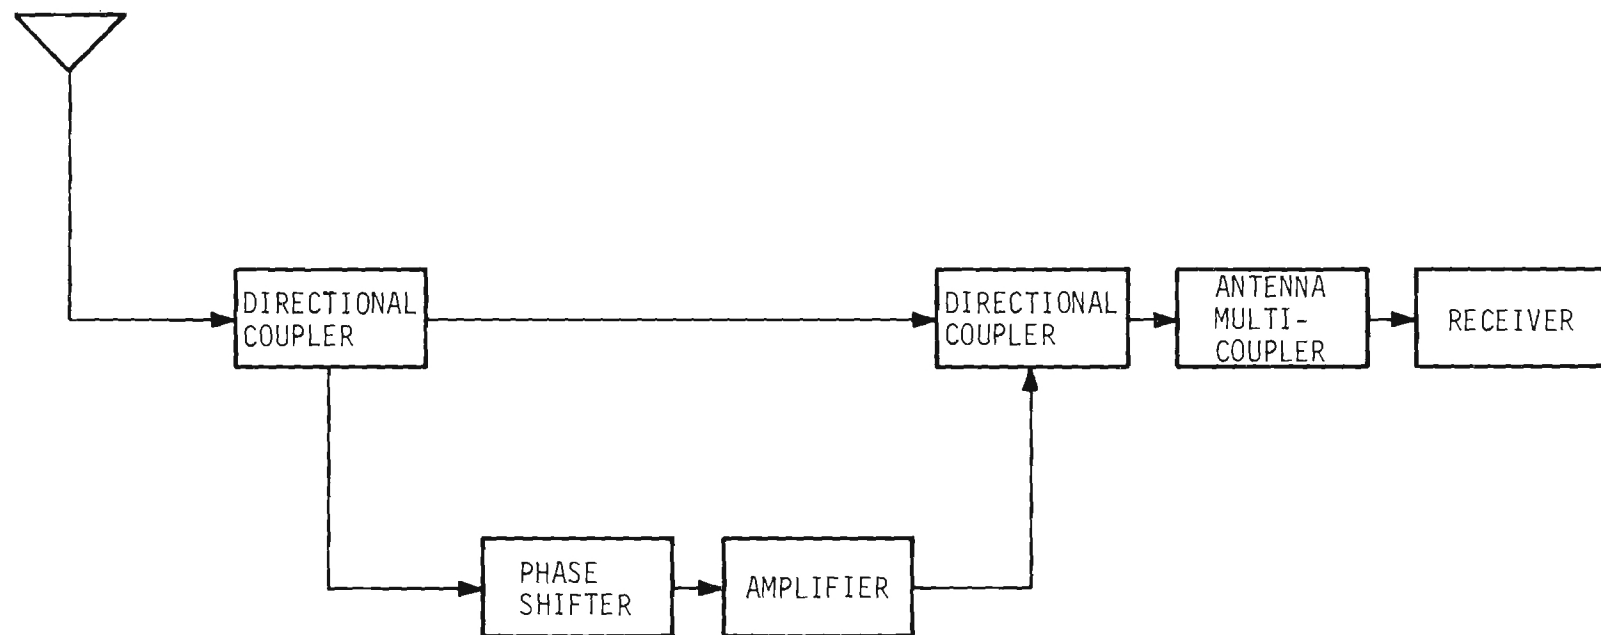 DIRECTIONAL
COUPLER
DIRECTIONAL
COUPLER
ANTENNA
MULTI-
COUPLER
RECEIVER
PHASE
SHIFTER
AMPLIFIER